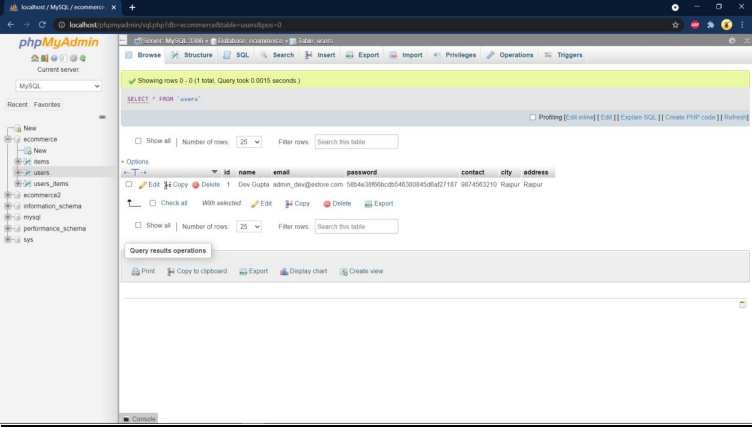 localhost / MySQL / ecommerce
localhost/phpmyadmin/sql.php?db=ecommerce&table=users&pos=0
phpMyAdmin
Current server:
MySQL
Recent Favorites
New
ecommerce
New
items
users
users_items
ecommerce2
information_schema
mysql
performance_schema
sys
Server: MySQL:3306 » Database: ecommerce » Table: users
Browse Structure SQL Search Insert Export Import Privileges Operations Triggers
Showing rows 0 - 0 (1 total, Query took 0.0015 seconds.)
SELECT * FROM `users`
Profiling [Edit inline] [ Edit ] [ Explain SQL ] [ Create PHP code ] [ Refresh]
Show all | Number of rows: 25 Filter rows: Search this table
+ Options
id name email password contact city address
Edit Copy Delete 1 Dev Gupta admin_dev@estore.com 58b4e38f66bcdb546380845d6af27187 9874563210 Raipur Raipur
Check all With selected: Edit Copy Delete Export
Show all | Number of rows: 25 Filter rows: Search this table
Query results operations
Print Copy to clipboard Export Display chart Create view
Console